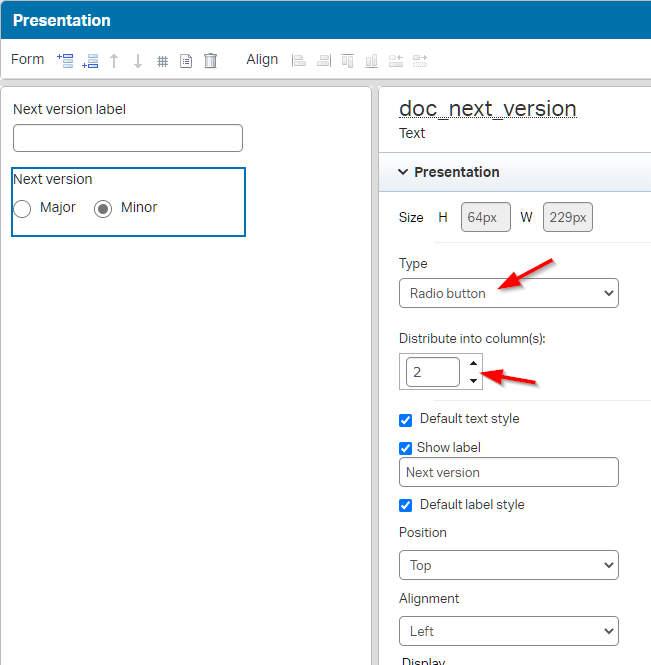 Presentation
Form
Align
Next version label
Next version
Major Minor
doc_next_version
Text
Presentation
Size H 64px W 229px
Type
Radio button
Distribute into column(s):
2
Default text style
Show label
Next version
Default label style
Position
Top
Alignment
Left
Display